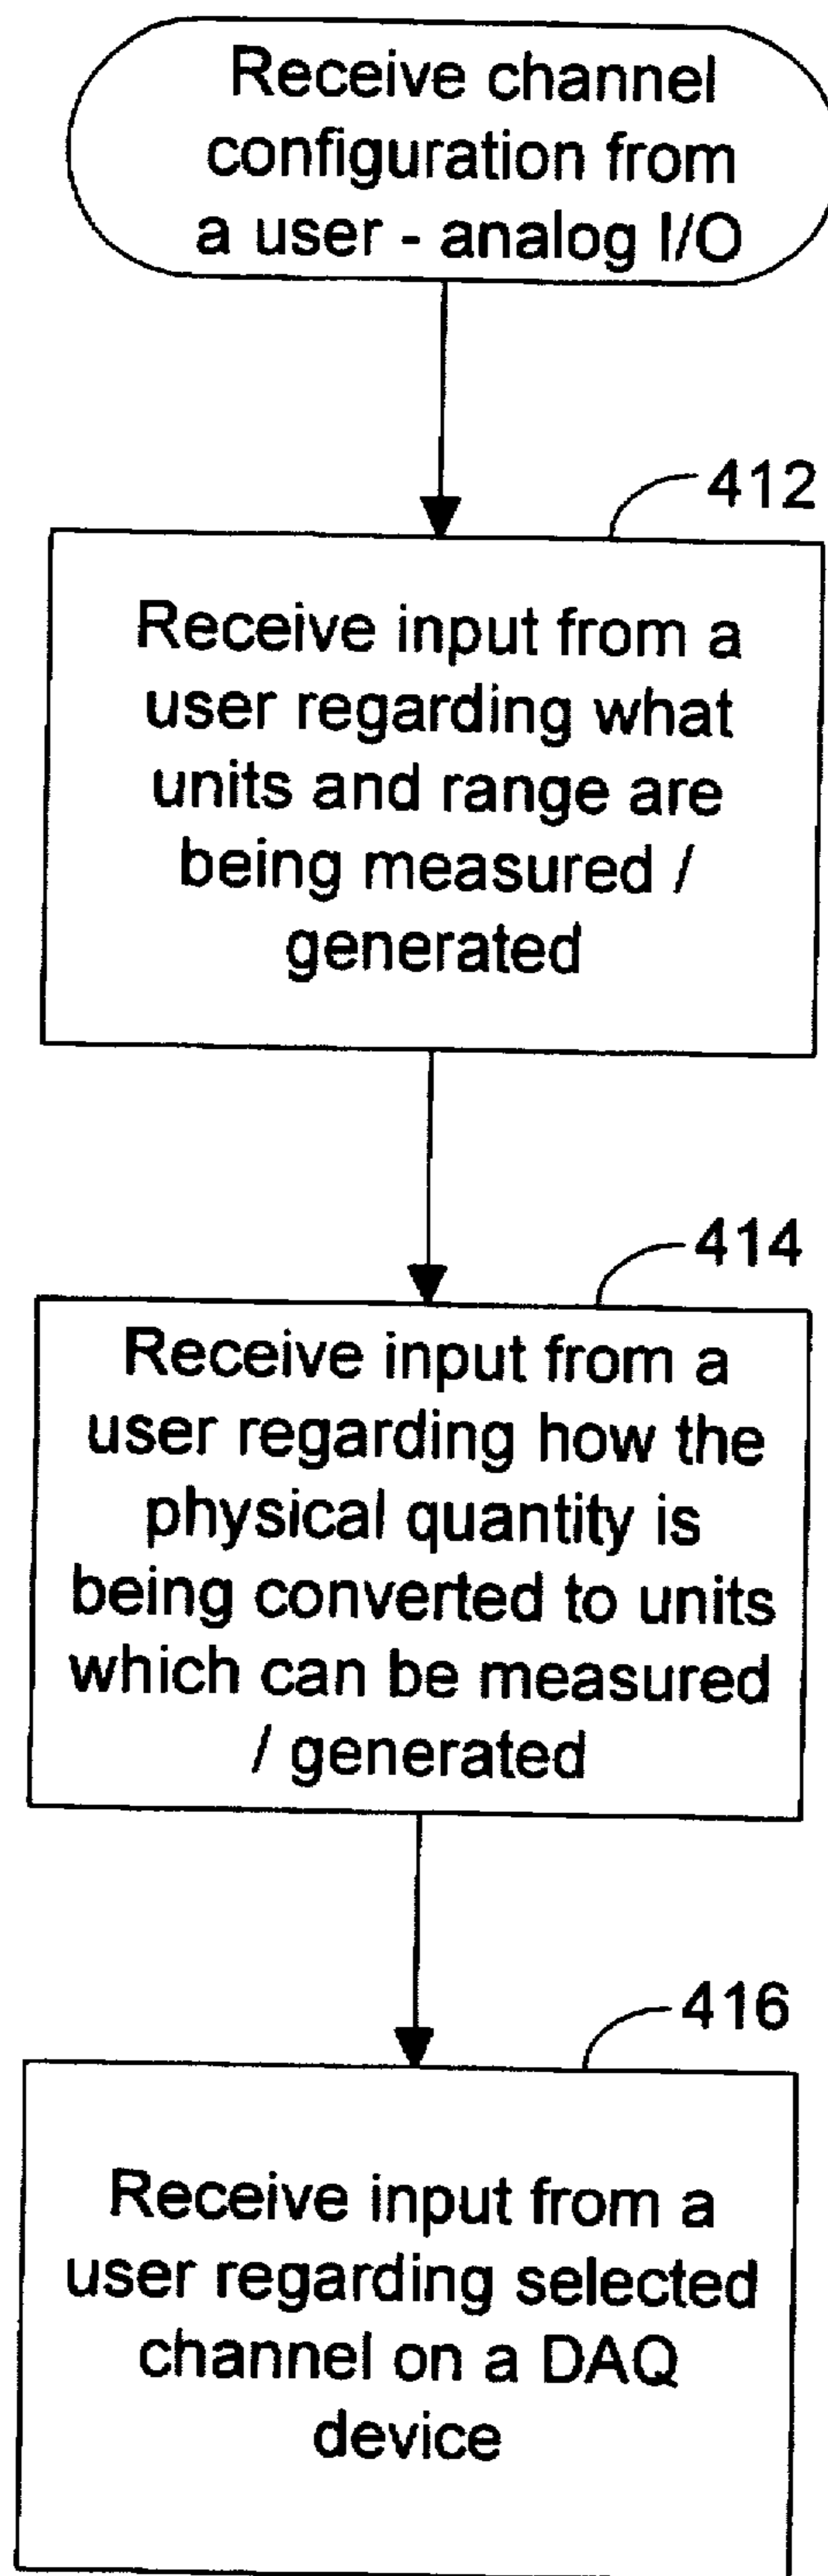 Receive channel
configuration from
a user - analog I/O
412
Receive input from a
user regarding what
units and range are
being measured /
generated
414
Receive input from a
user regarding how the
physical quantity is
being converted to units
which can be measured
/ generated
416
Receive input from a
user regarding selected
channel on a DAQ
device